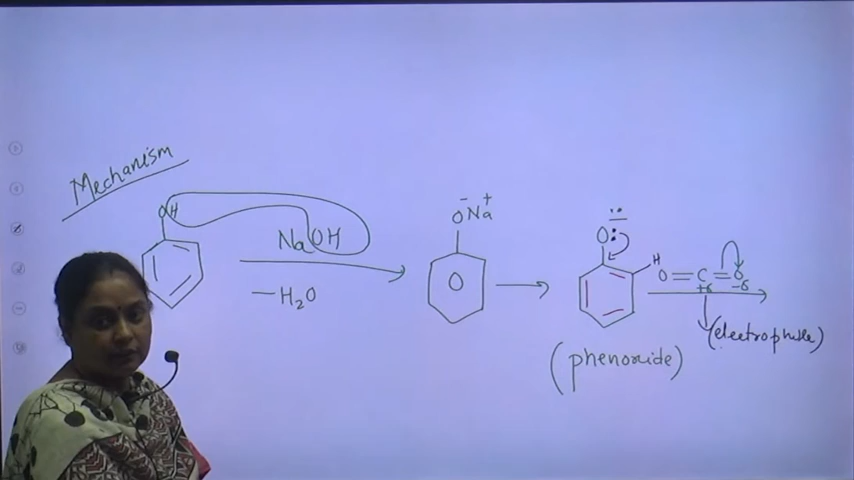 Mechanism
OH
NaOH
—H₂O
O⁻Na⁺
O
O:
H
O=C=O
+δ -δ
(electrophile)
(phenoxide)